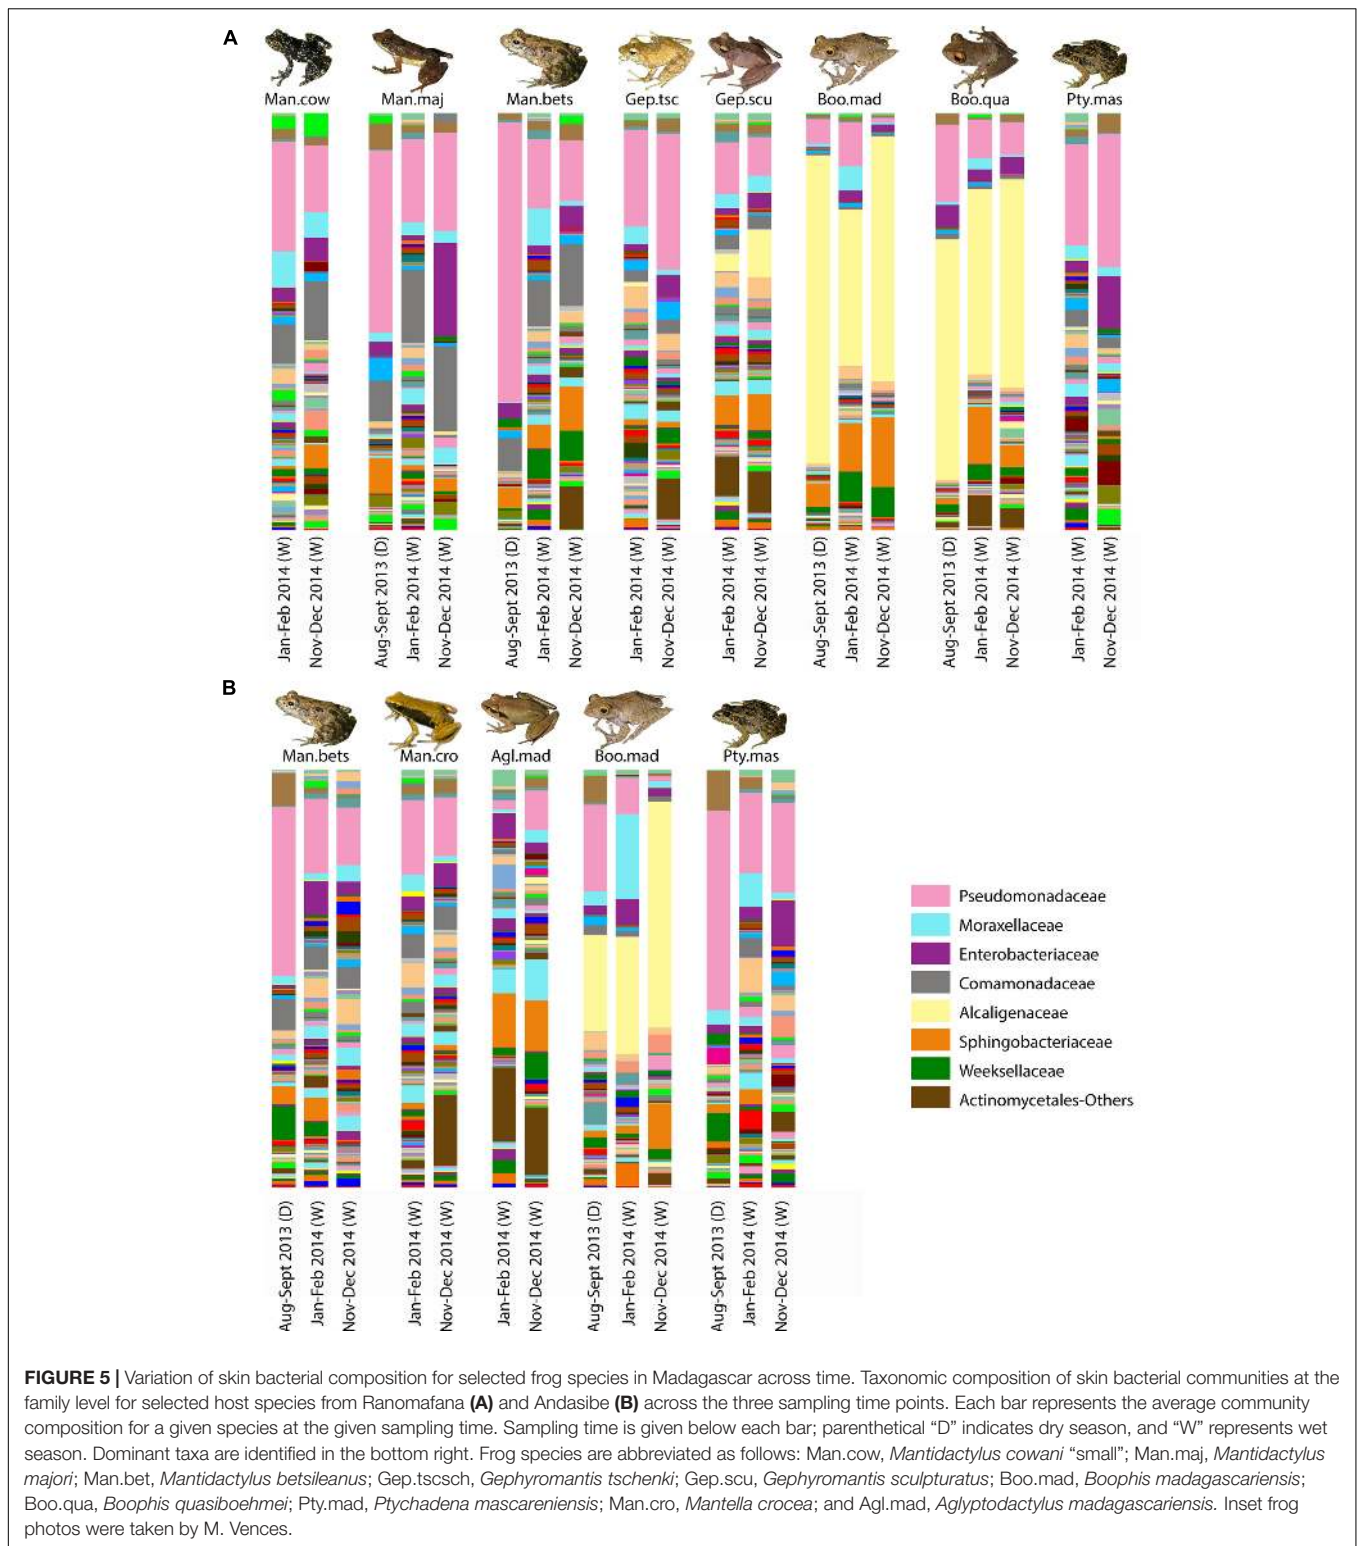 A
Man.cow Man.maj Man.bets Gep.tsc Gep.scu Boo.mad Boo.qua Pty.mas
Jan-Feb 2014 (W)
Nov-Dec 2014 (W)
Aug-Sept 2013 (D)
Jan-Feb 2014 (W)
Nov-Dec 2014 (W)
Aug-Sept 2013 (D)
Jan-Feb 2014 (W)
Nov-Dec 2014 (W)
Jan-Feb 2014 (W)
Nov-Dec 2014 (W)
Jan-Feb 2014 (W)
Nov-Dec 2014 (W)
Aug-Sept 2013 (D)
Jan-Feb 2014 (W)
Nov-Dec 2014 (W)
Aug-Sept 2013 (D)
Jan-Feb 2014 (W)
Nov-Dec 2014 (W)
Jan-Feb 2014 (W)
Nov-Dec 2014 (W)
B
Man.bets Man.cro Agl.mad Boo.mad Pty.mas
Aug-Sept 2013 (D)
Jan-Feb 2014 (W)
Nov-Dec 2014 (W)
Jan-Feb 2014 (W)
Nov-Dec 2014 (W)
Jan-Feb 2014 (W)
Nov-Dec 2014 (W)
Aug-Sept 2013 (D)
Jan-Feb 2014 (W)
Nov-Dec 2014 (W)
Aug-Sept 2013 (D)
Jan-Feb 2014 (W)
Nov-Dec 2014 (W)
Pseudomonadaceae
Moraxellaceae
Enterobacteriaceae
Comamonadaceae
Alcaligenaceae
Sphingobacteriaceae
Weeksellaceae
Actinomycetales-Others
FIGURE 5 | Variation of skin bacterial composition for selected frog species in Madagascar across time. Taxonomic composition of skin bacterial communities at the
family level for selected host species from Ranomafana (A) and Andasibe (B) across the three sampling time points. Each bar represents the average community
composition for a given species at the given sampling time. Sampling time is given below each bar; parenthetical “D” indicates dry season, and “W” represents wet
season. Dominant taxa are identified in the bottom right. Frog species are abbreviated as follows: Man.cow, Mantidactylus cowani “small”; Man.maj, Mantidactylus
majori; Man.bet, Mantidactylus betsileanus; Gep.tscsch, Gephyromantis tschenki; Gep.scu, Gephyromantis sculpturatus; Boo.mad, Boophis madagascariensis;
Boo.qua, Boophis quasiboehmei; Pty.mad, Ptychadena mascareniensis; Man.cro, Mantella crocea; and Agl.mad, Aglyptodactylus madagascariensis. Inset frog
photos were taken by M. Vences.